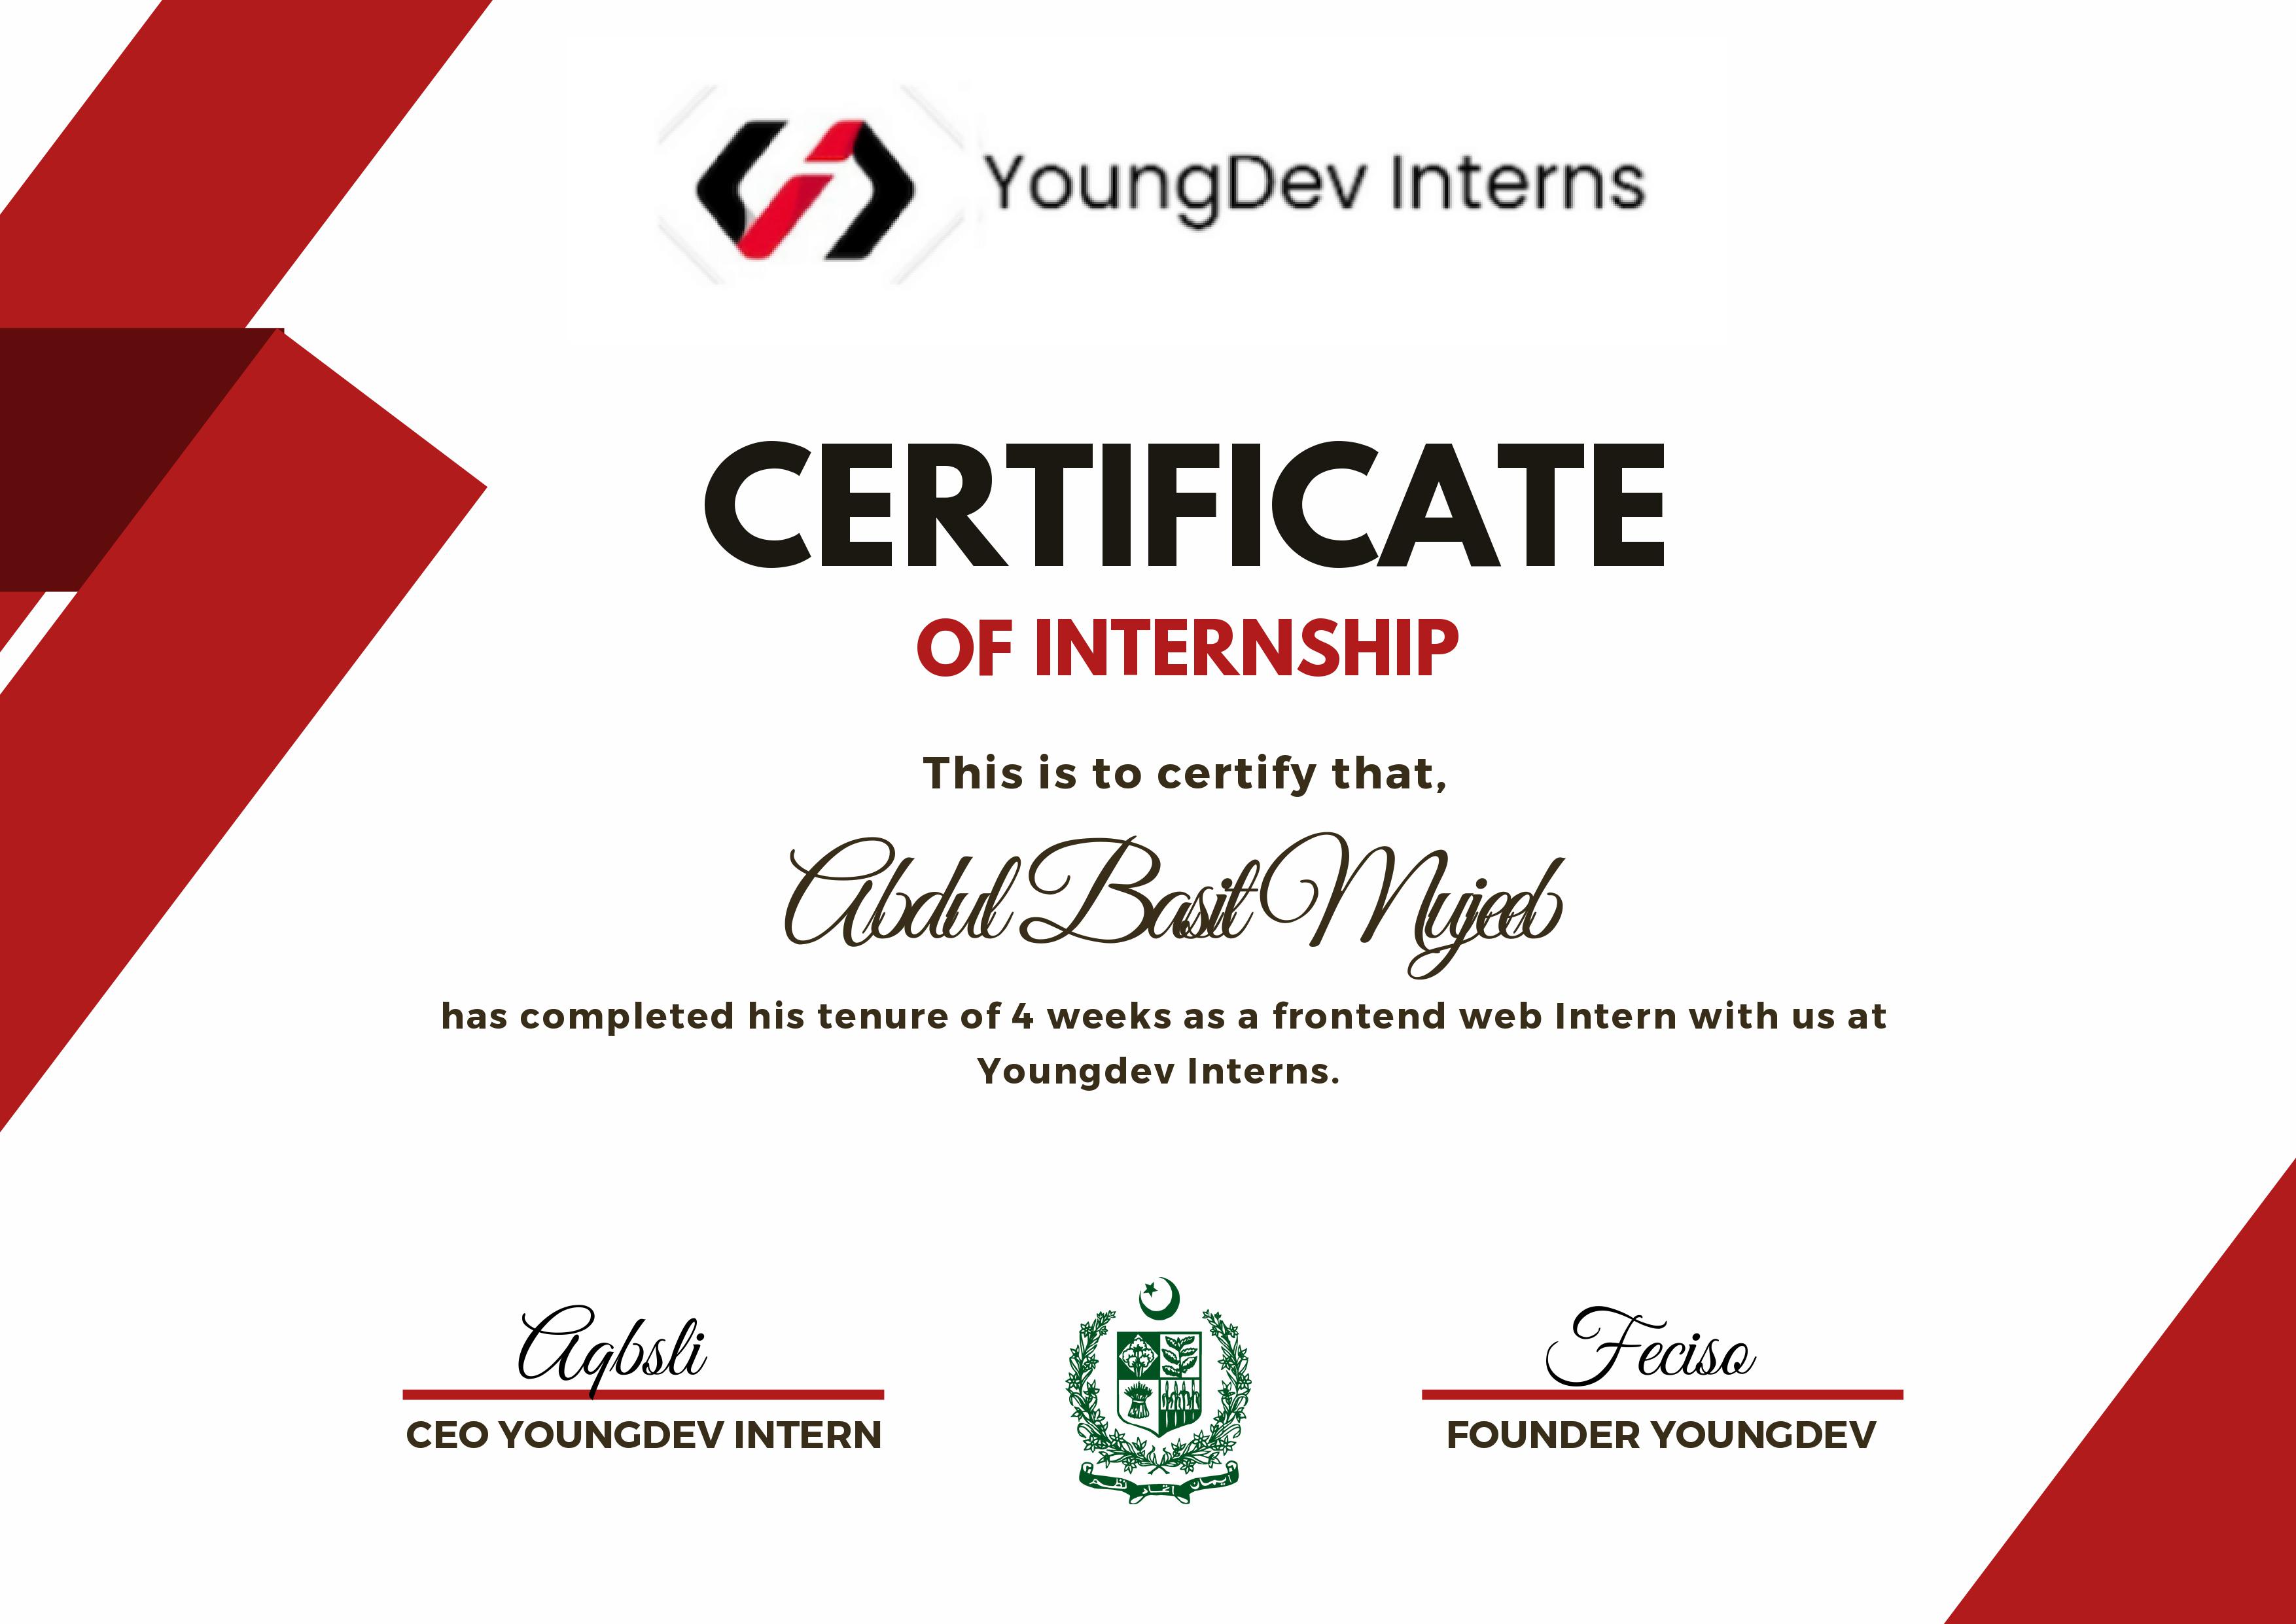 YoungDev Interns
CERTIFICATE
OF INTERNSHIP
This is to certify that,
Abdul Basit Mujeeb
has completed his tenure of 4 weeks as a frontend web Intern with us at
Youngdev Interns.
Aqbsli
Feciso
CEO YOUNGDEV INTERN
FOUNDER YOUNGDEV